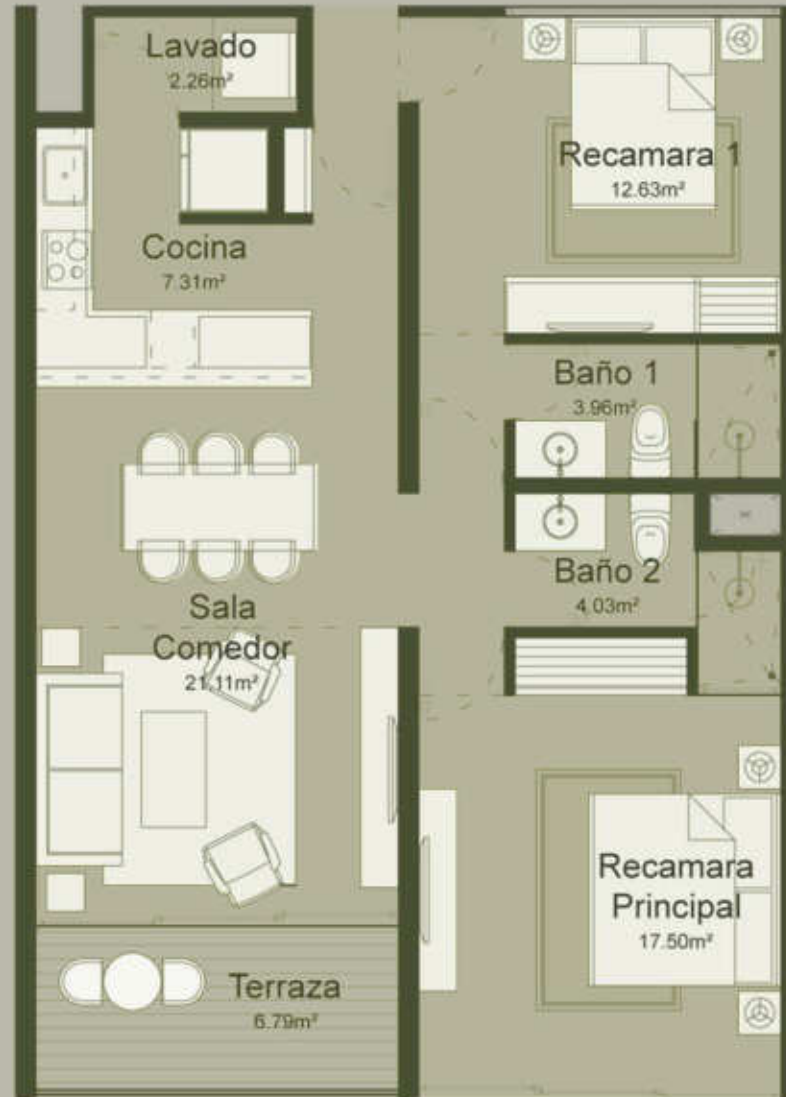 Lavado
2.26m²
Recamara 1
12.63m²
Cocina
7.31m²
Baño 1
3.96m²
Baño 2
4.03m²
Sala
Comedor
21.11m²
Recamara
Principal
17.50m²
Terraza
6.79m²